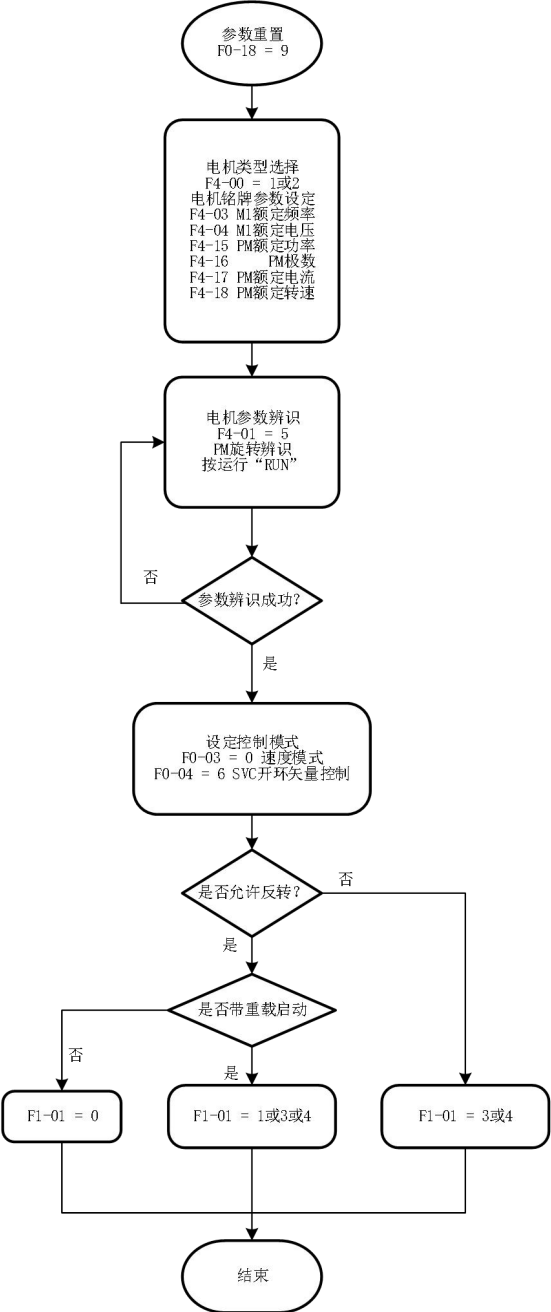 参数重置
F0-18 = 9
电机类型选择
F4-00 = 1或2
电机铭牌参数设定
F4-03 M1额定频率
F4-04 M1额定电压
F4-15 PM额定功率
F4-16 PM极数
F4-17 PM额定电流
F4-18 PM额定转速
电机参数辨识
F4-01 = 5
PM旋转辨识
按运行“RUN”
否
参数辨识成功?
是
设定控制模式
F0-03 = 0 速度模式
F0-04 = 6 SVC开环矢量控制
是否允许反转?
否
是
是否带重载启动
否
是
F1-01 = 0
F1-01 = 1或3或4
F1-01 = 3或4
结束